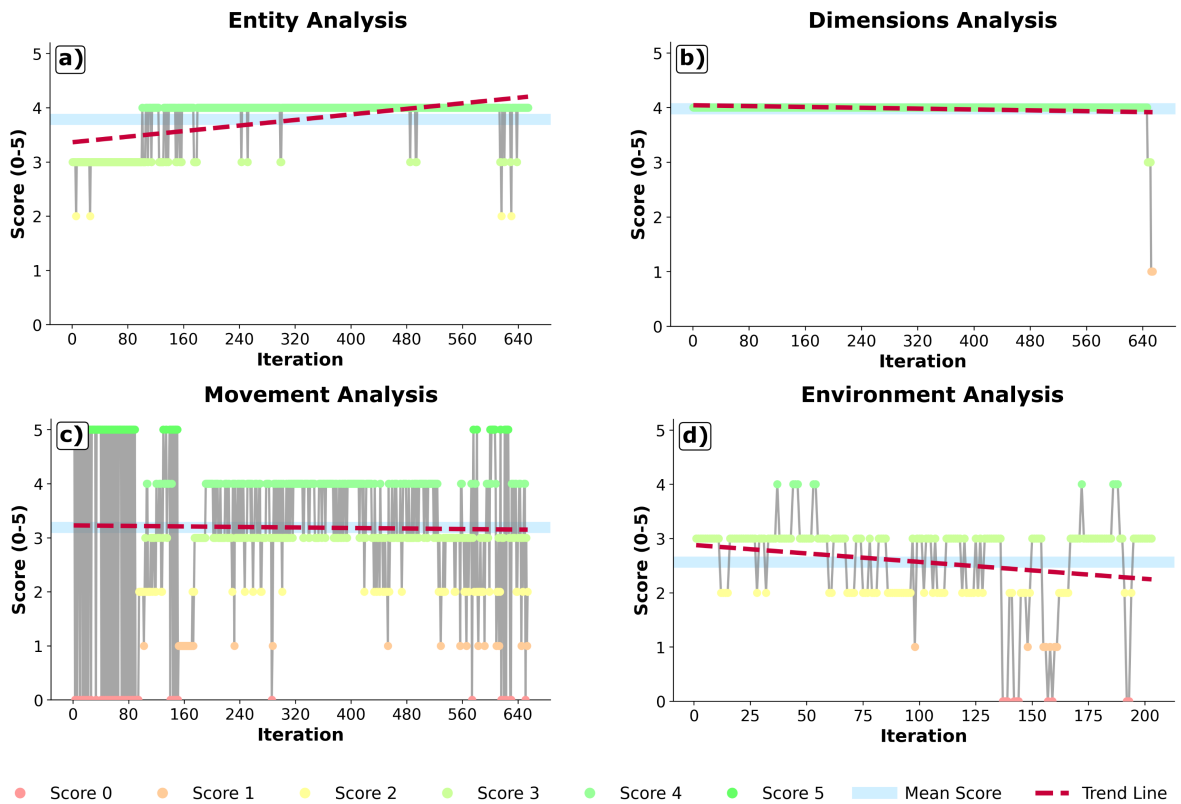 Entity Analysis
a)
5
4
3
2
1
0
Score (0-5)
0 80 160 240 320 400 480 560 640
Iteration
Dimensions Analysis
b)
5
4
3
2
1
0
Score (0-5)
0 80 160 240 320 400 480 560 640
Iteration
Movement Analysis
c)
5
4
3
2
1
0
Score (0-5)
0 80 160 240 320 400 480 560 640
Iteration
Environment Analysis
d)
5
4
3
2
1
0
Score (0-5)
0 25 50 75 100 125 150 175 200
Iteration
Score 0 Score 1 Score 2 Score 3 Score 4 Score 5 Mean Score Trend Line